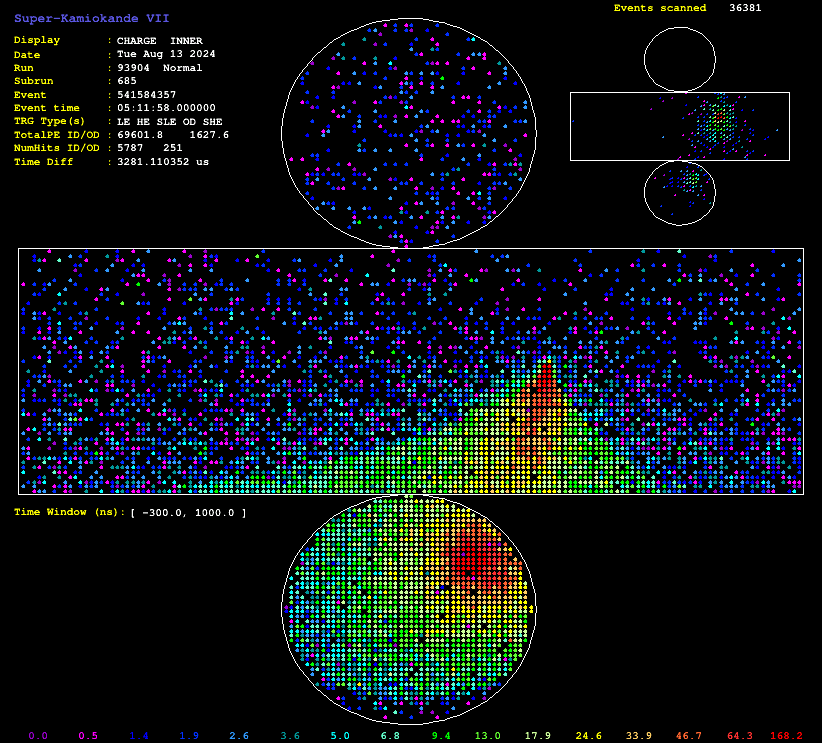 Super-Kamiokande VII
Events scanned 36381
Display : CHARGE INNER
Date : Tue Aug 13 2024
Run : 93904 Normal
Subrun : 685
Event : 541584357
Event time : 05:11:58.000000
TRG Type(s) : LE HE SLE OD SHE
TotalPE ID/OD : 69601.8 1627.6
NumHits ID/OD : 5787 251
Time Diff : 3281.110352 us
Time Window (ns): [ -300.0, 1000.0 ]
0.0 0.5 1.4 1.9 2.6 3.6 5.0 6.8 9.4 13.0 17.9 24.6 33.9 46.7 64.3 168.2